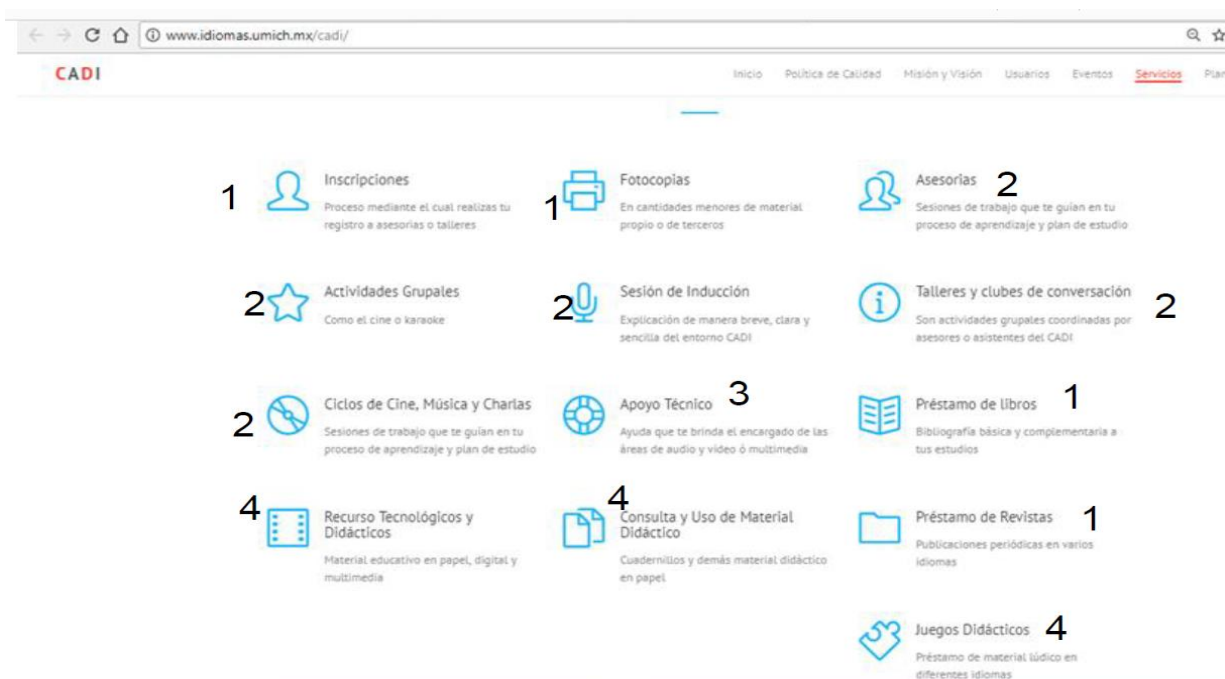 www.idiomas.umich.mx/cadi/
CADI
Inicio Política de Calidad Misión y Visión Usuarios Eventos Servicios Plan
1 Inscripciones
Proceso mediante el cual realizas tu
registro a asesorías o talleres
1 Fotocopias
En cantidades menores de material
propio o de terceros
Asesorias 2
Sesiones de trabajo que te guían en tu
proceso de aprendizaje y plan de estudio
2 Actividades Grupales
Como el cine o karaoke
2 Sesión de Inducción
Explicación de manera breve, clara y
sencilla del entorno CADI
Talleres y clubes de conversación 2
Son actividades grupales coordinadas por
asesores o asistentes del CADI
2 Ciclos de Cine, Música y Charlas
Sesiones de trabajo que te guían en tu
proceso de aprendizaje y plan de estudio
Apoyo Técnico 3
Ayuda que te brinda el encargado de las
áreas de audio y video ó multimedia
Préstamo de libros 1
Bibliografía básica y complementaria a
tus estudios
4 Recurso Tecnológicos y
Didácticos
Material educativo en papel, digital y
multimedia
4 Consulta y Uso de Material
Didáctico
Cuadernillos y demás material didáctico
en papel
Préstamo de Revistas 1
Publicaciones periódicas en varios
idiomas
Juegos Didácticos 4
Préstamo de material lúdico en
diferentes idiomas